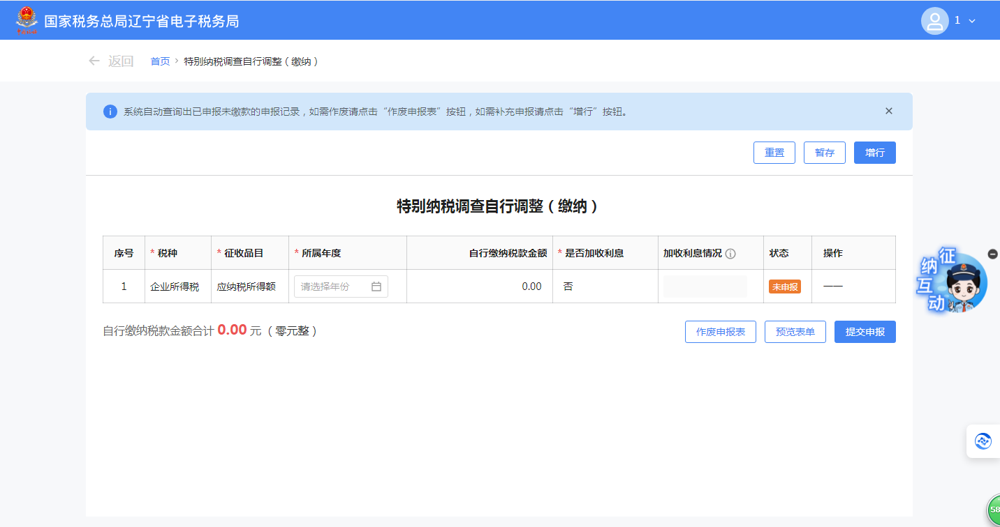 国家税务总局辽宁省电子税务局
1
返回 首页 > 特别纳税调查自行调整（缴纳）
系统自动查询出已申报未缴款的申报记录，如需作废请点击“作废申报表”按钮，如需补充申报请点击“增行”按钮。
重置 暂存 增行
特别纳税调查自行调整（缴纳）
序号 * 税种 * 征收品目 * 所属年度 自行缴纳税款金额 * 是否加收利息 加收利息情况 状态 操作
1 企业所得税 应纳税所得额 请选择年份 0.00 否 未申报 ——
自行缴纳税款金额合计 0.00 元（零元整）
作废申报表 预览表单 提交申报
征纳互动
58